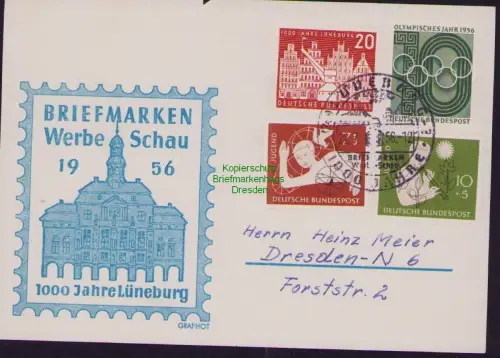 BRIEFMARKEN
Werbe Schau
19 56
1000 Jahre Lüneburg
GRAPHOT
1000 JAHRE LÜNEBURG
20
DEUTSCHE BUNDESPOST
OLYMPISCHES JAHR 1956
DEUTSCHE BUNDESPOST
JUGEND
DEUTSCHE BUNDESPOST
10
+5
DEUTSCHE BUNDESPOST
BRIEFMARKEN
Kopierschutz
Briefmarkenhaus
Dresden
Herrn Heinz Meier
Dresden-N 6
Forststr. 2